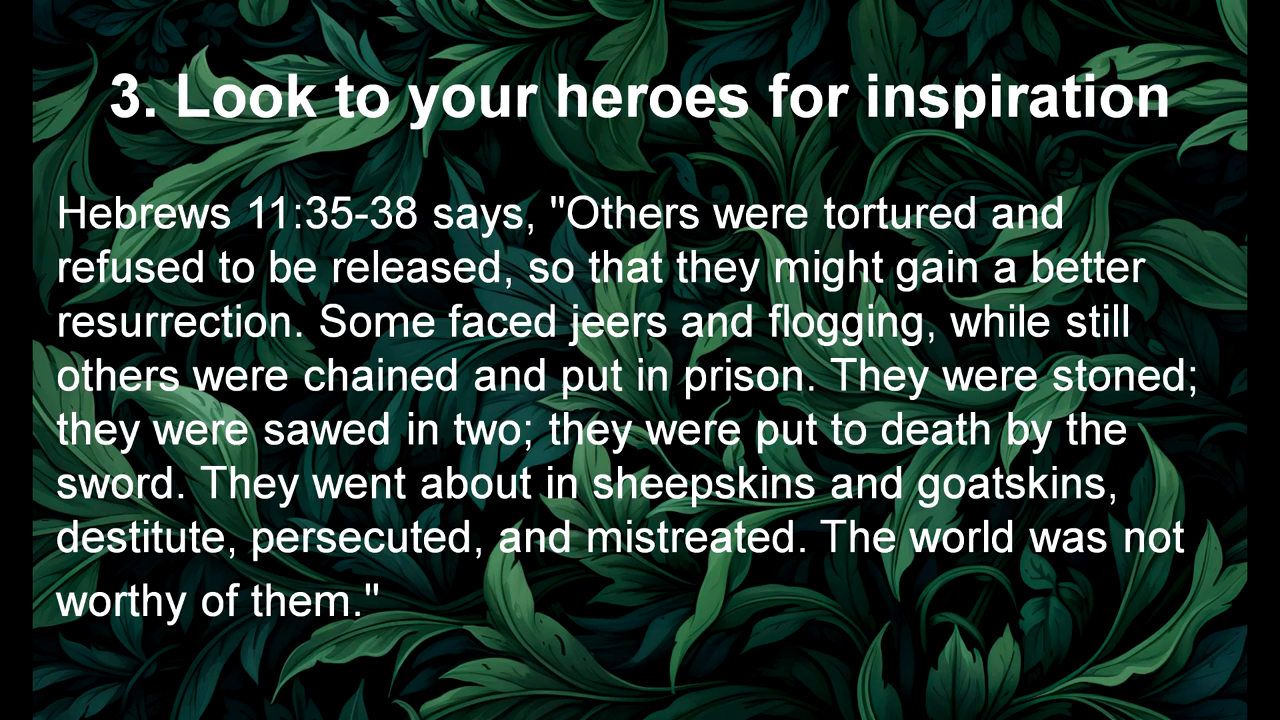 3. Look to your heroes for inspiration
Hebrews 11:35-38 says, "Others were tortured and
refused to be released, so that they might gain a better
resurrection. Some faced jeers and flogging, while still
others were chained and put in prison. They were stoned;
they were sawed in two; they were put to death by the
sword. They went about in sheepskins and goatskins,
destitute, persecuted, and mistreated. The world was not
worthy of them."